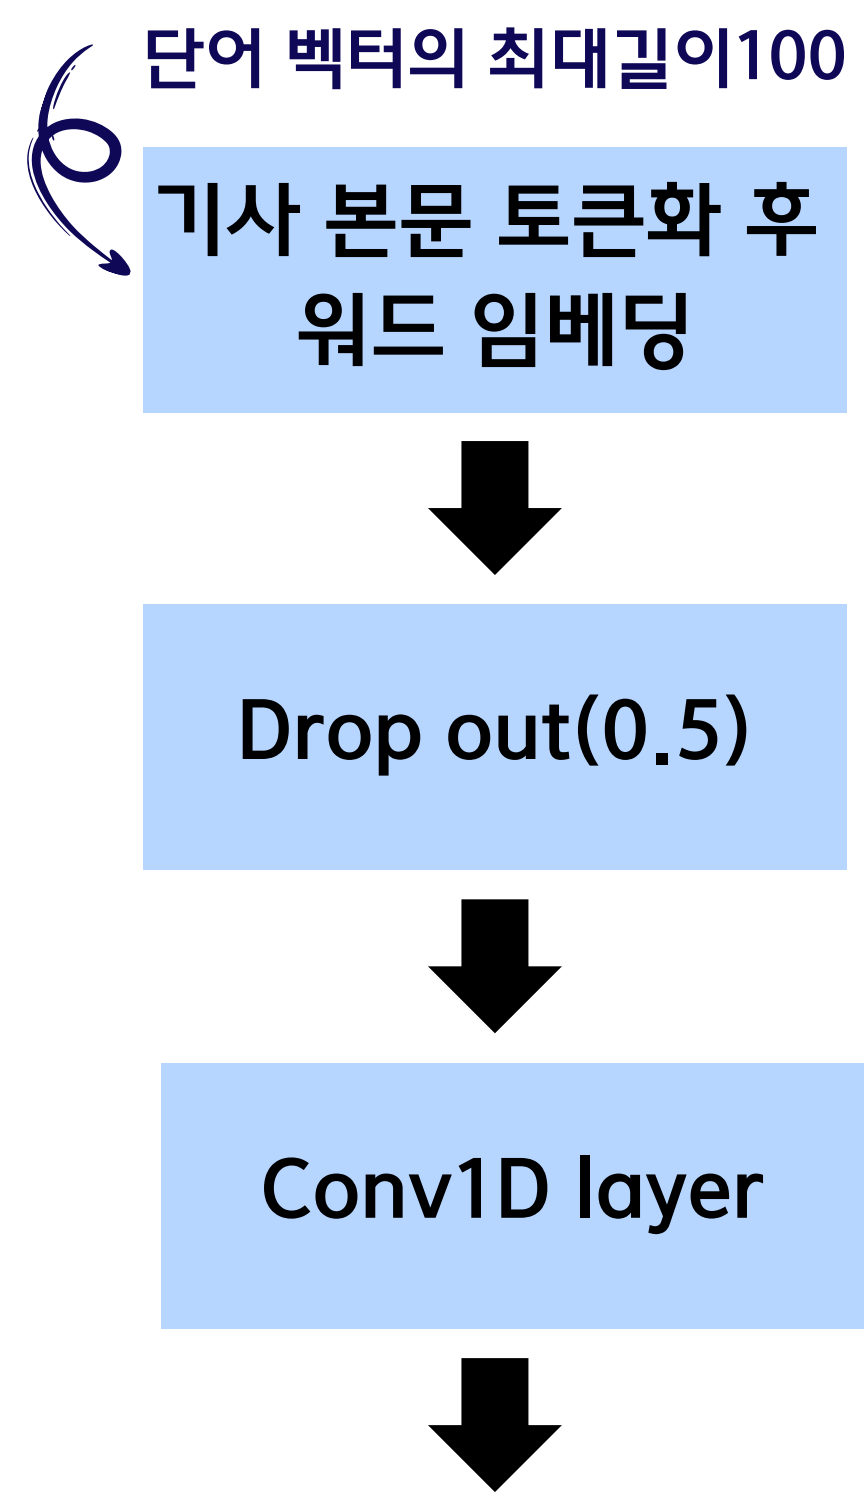 단어 벡터의 최대길이100
기사 본문 토큰화 후
워드 임베딩
Drop out(0.5)
Conv1D layer